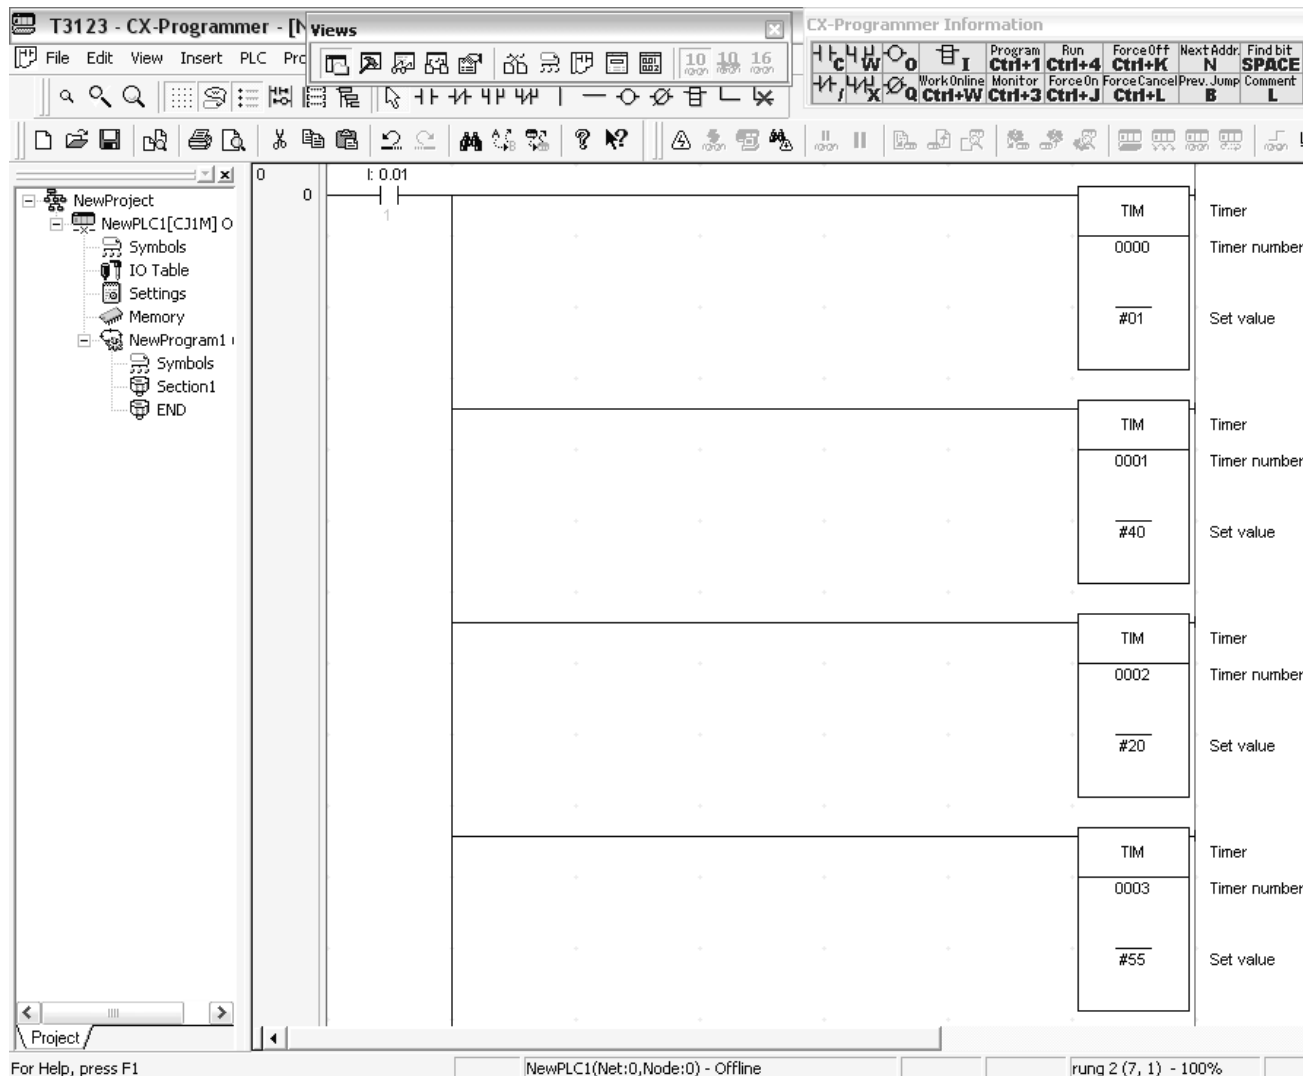 T3123 - CX-Programmer - [N
Views
CX-Programmer Information
File Edit View Insert PLC Pro
10 10 16
C W O I Program Ctrl+1 Run Ctrl+4 Force Off Ctrl+K Next Addr. N Find bit SPACE
/ X Q Work Online Ctrl+W Monitor Ctrl+3 Force On Ctrl+J Force Cancel Ctrl+L Prev. Jump B Comment L
NewProject
NewPLC1[CJ1M] O
Symbols
IO Table
Settings
Memory
NewProgram1
Symbols
Section1
END
Project
0
0
I: 0.01
1
TIM Timer
0000 Timer number
#01 Set value
TIM Timer
0001 Timer number
#40 Set value
TIM Timer
0002 Timer number
#20 Set value
TIM Timer
0003 Timer number
#55 Set value
For Help, press F1
NewPLC1(Net:0,Node:0) - Offline
rung 2 (7, 1) - 100%